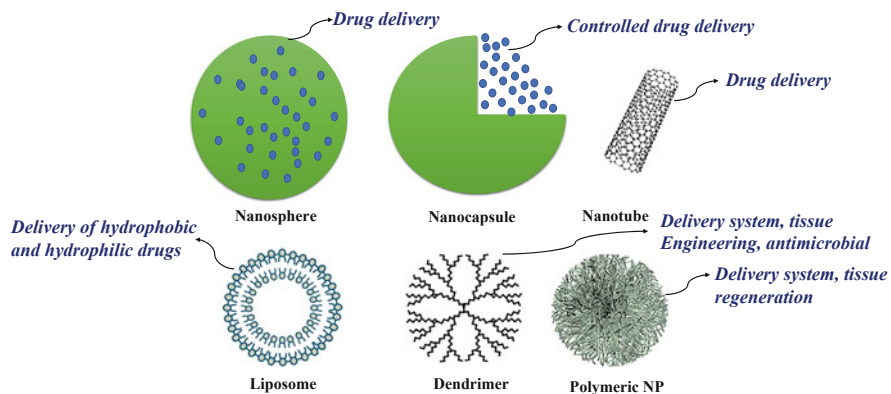 Drug delivery
Controlled drug delivery
Drug delivery
Nanosphere
Nanocapsule
Nanotube
Delivery of hydrophobic
and hydrophilic drugs
Delivery system, tissue
Engineering, antimicrobial
Delivery system, tissue
regeneration
Liposome
Dendrimer
Polymeric NP